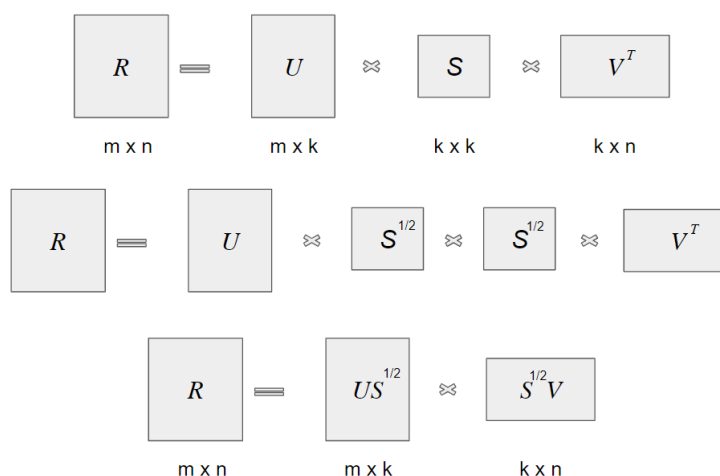 R = U × S × V^T
m x n m x k k x k k x n
R = U × S^1/2 × S^1/2 × V^T
R = US^1/2 × S^1/2V
m x n m x k k x n